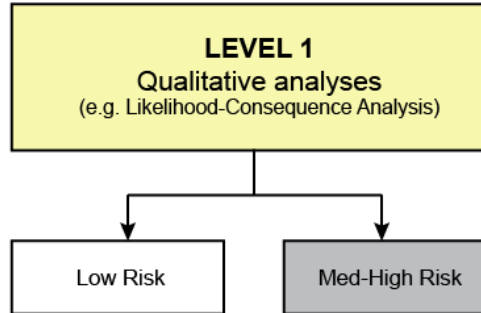 LEVEL 1
Qualitative analyses
(e.g. Likelihood-Consequence Analysis)
Low Risk
Med-High Risk